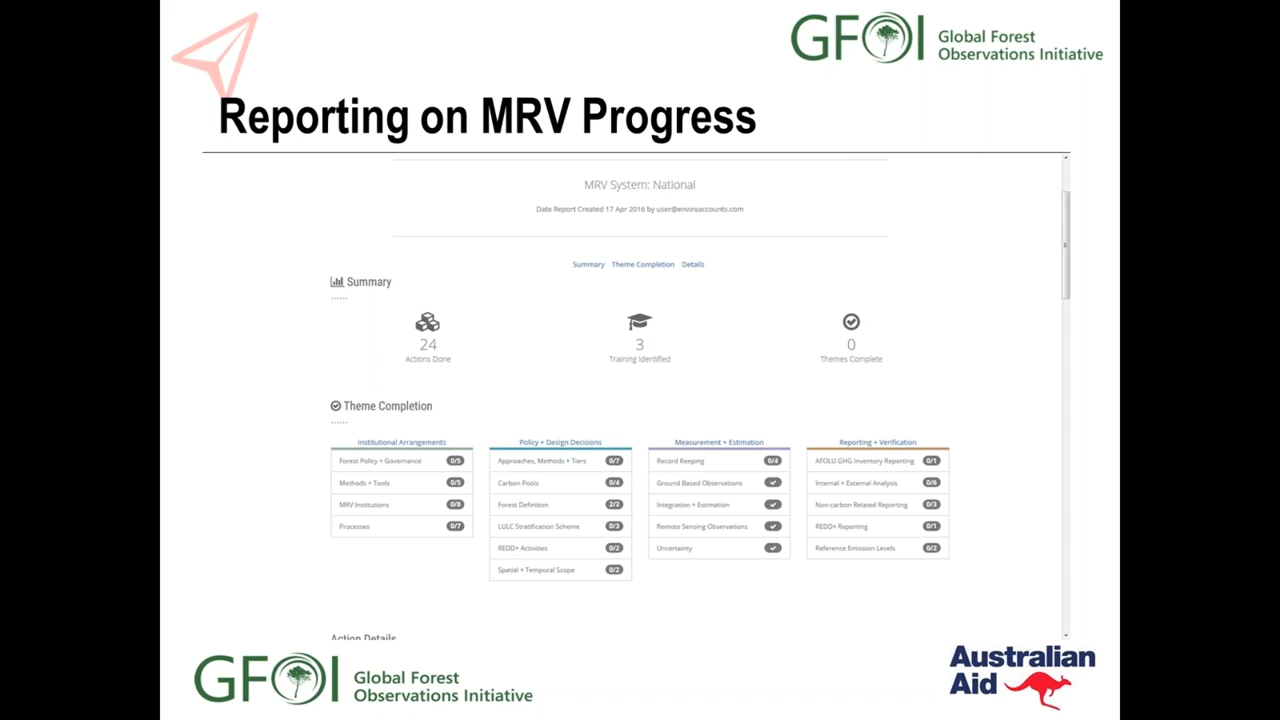 GFOI Global Forest
Observations Initiative
Reporting on MRV Progress
MRV System: National
Date Report Created 17 Apr 2016 by user@enviroaccounts.com
Summary Theme Completion Details
Summary
24
Actions Done
3
Training Identified
0
Themes Complete
Theme Completion
Institutional Arrangements
Forest Policy + Governance 0/5
Methods + Tools 0/5
MRV Institutions 0/8
Processes 0/7
Policy + Design Decisions
Approaches, Methods + Tiers 0/7
Carbon Pools 0/4
Forest Definition 2/3
LULC Stratification Scheme 0/3
REDD+ Activities 0/2
Spatial + Temporal Scope 0/2
Measurement + Estimation
Record Keeping 0/4
Ground Based Observations
Integration + Estimation
Remote Sensing Observations
Uncertainty
Reporting + Verification
AFOLU GHG Inventory Reporting 0/1
Internal + External Analysis 0/6
Non-carbon Related Reporting 0/3
REDD+ Reporting 0/1
Reference Emission Levels 0/2
Action Details
GFOI Global Forest
Observations Initiative
Australian
Aid